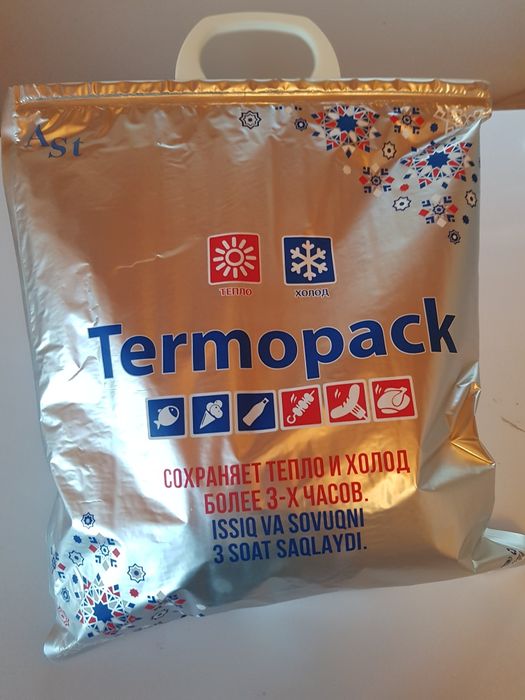 ASt
ТЕПЛО ХОЛОД
Termopack
СОХРАНЯЕТ ТЕПЛО И ХОЛОД
БОЛЕЕ 3-Х ЧАСОВ.
ISSIQ VA SOVUQNI
3 SOAT SAQLAYDI.